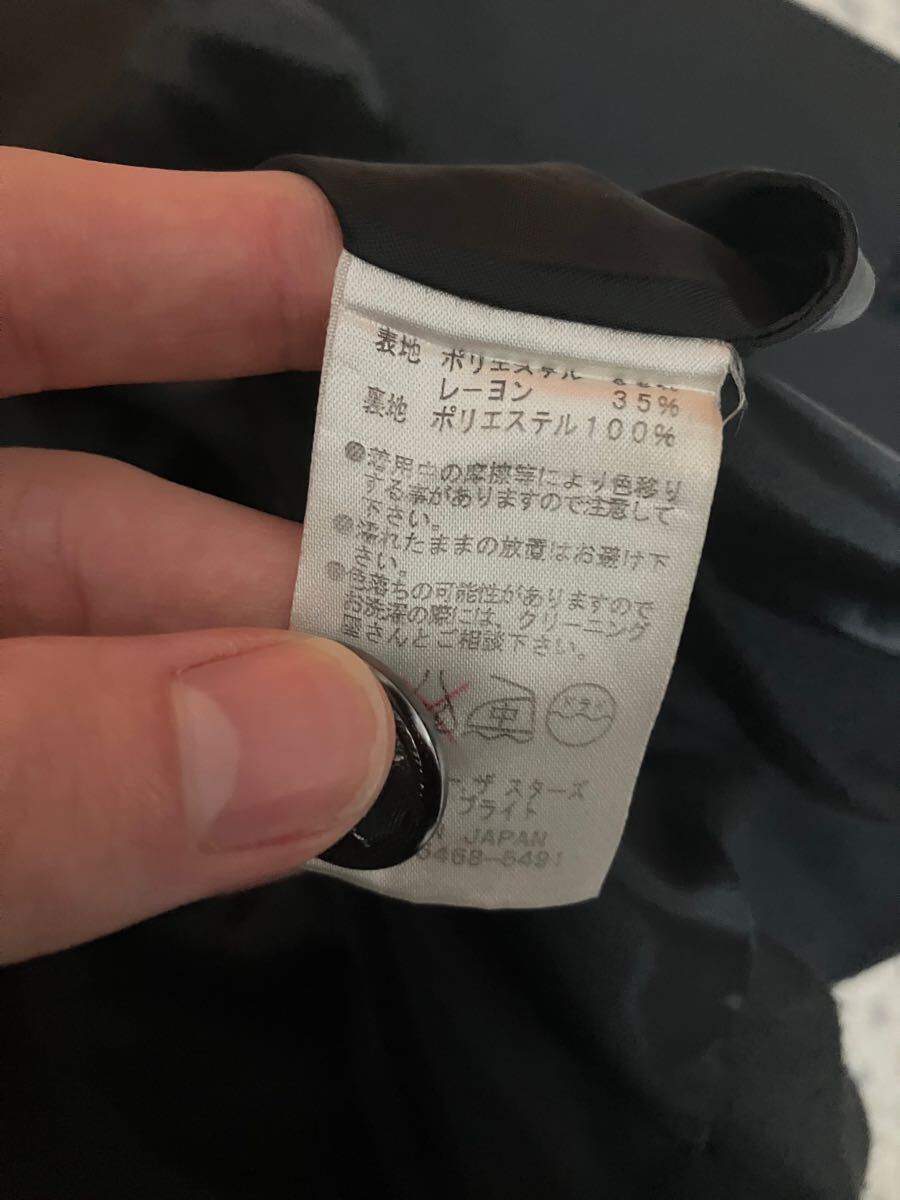 表地 ポリエステル
レーヨン 35%
裏地 ポリエステル100%
●着用中の摩擦等により色移り
する事がありますので注意して
下さい。
●濡れたままの放置はお避け下
さい。
●色落ちの可能性がありますので
お洗濯の際には、クリーニング
屋さんとご相談下さい。
中 ドライ
ザ スターズ
ブライト
JAPAN
5468-5491